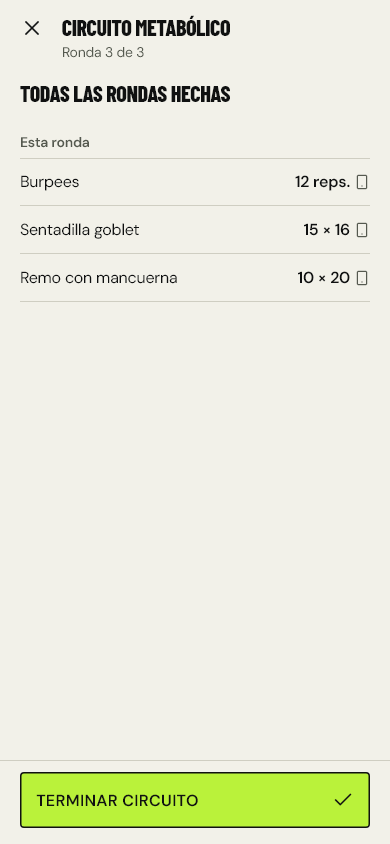 CIRCUITO METABÓLICO
Ronda 3 de 3
TODAS LAS RONDAS HECHAS
Esta ronda
Burpees 12 reps.
Sentadilla goblet 15 × 16
Remo con mancuerna 10 × 20
TERMINAR CIRCUITO